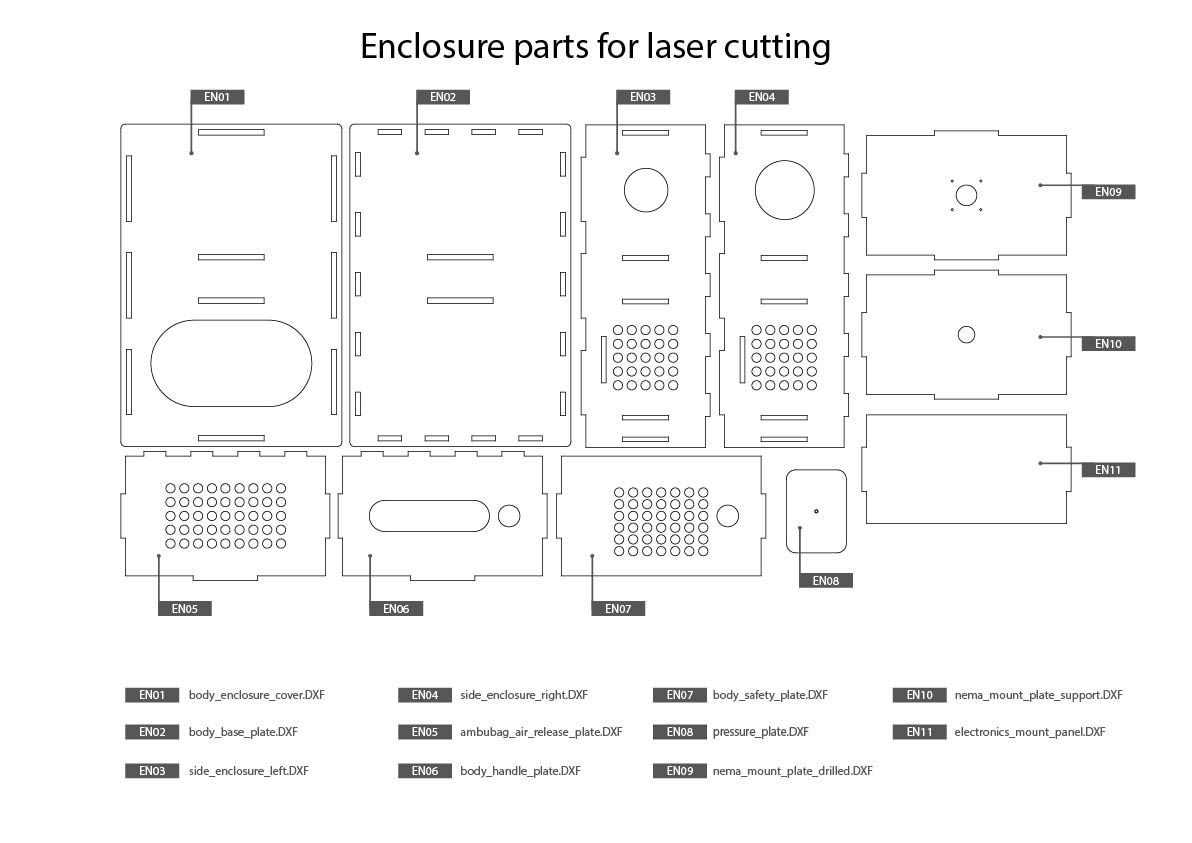 Enclosure parts for laser cutting
EN01
EN02
EN03
EN04
EN09
EN10
EN11
EN08
EN05
EN06
EN07
EN01 body_enclosure_cover.DXF
EN04 side_enclosure_right.DXF
EN07 body_safety_plate.DXF
EN10 nema_mount_plate_support.DXF
EN02 body_base_plate.DXF
EN05 ambubag_air_release_plate.DXF
EN08 pressure_plate.DXF
EN11 electronics_mount_panel.DXF
EN03 side_enclosure_left.DXF
EN06 body_handle_plate.DXF
EN09 nema_mount_plate_drilled.DXF